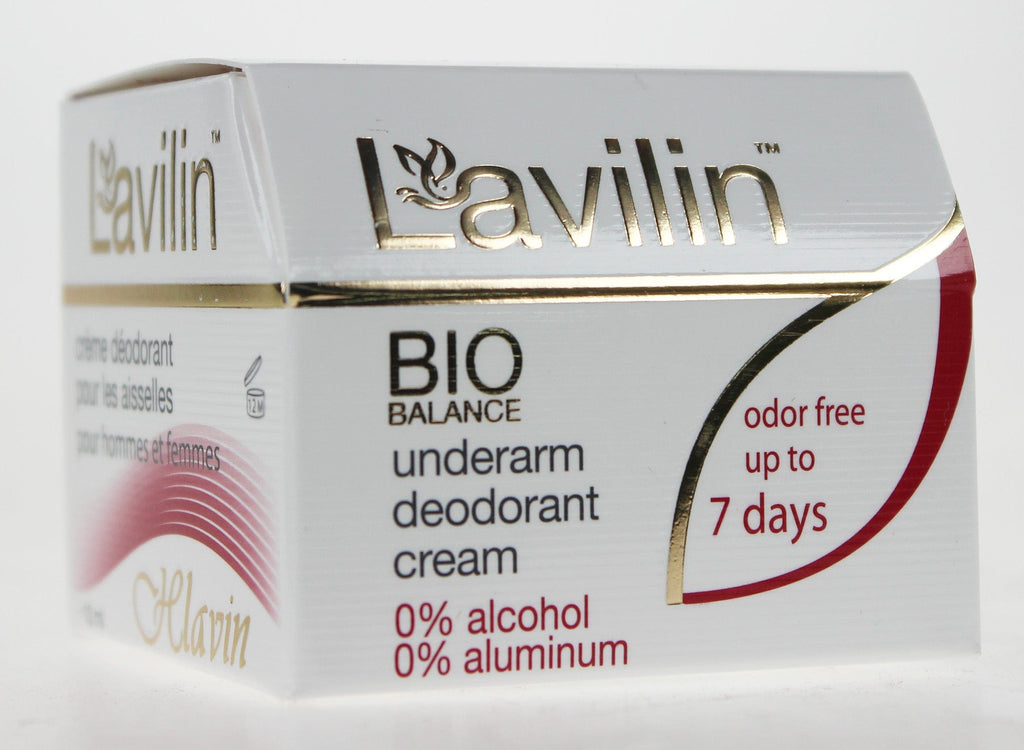 Lavilin™
crème déodorant
pour les aisselles
pour hommes et femmes
12M
Hlavin
ml
Lavilin™
BIO
BALANCE
underarm
deodorant
cream
0% alcohol
0% aluminum
odor free
up to
7 days